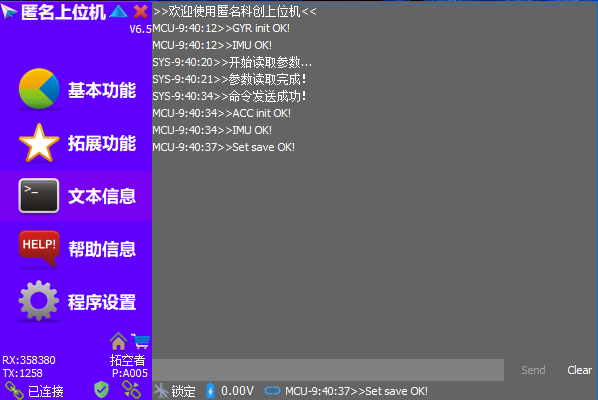 匿名上位机
V6.5
基本功能
拓展功能
>_
文本信息
HELP!
帮助信息
程序设置
RX:358380
TX:1258
拓空者
P:A005
已连接
>>欢迎使用匿名科创上位机<<
MCU-9:40:12>>GYR init OK!
MCU-9:40:12>>IMU OK!
SYS-9:40:20>>开始读取参数...
SYS-9:40:21>>参数读取完成!
SYS-9:40:34>>命令发送成功!
MCU-9:40:34>>ACC init OK!
MCU-9:40:34>>IMU OK!
MCU-9:40:37>>Set save OK!
Send
Clear
锁定
0.00V
MCU-9:40:37>>Set save OK!